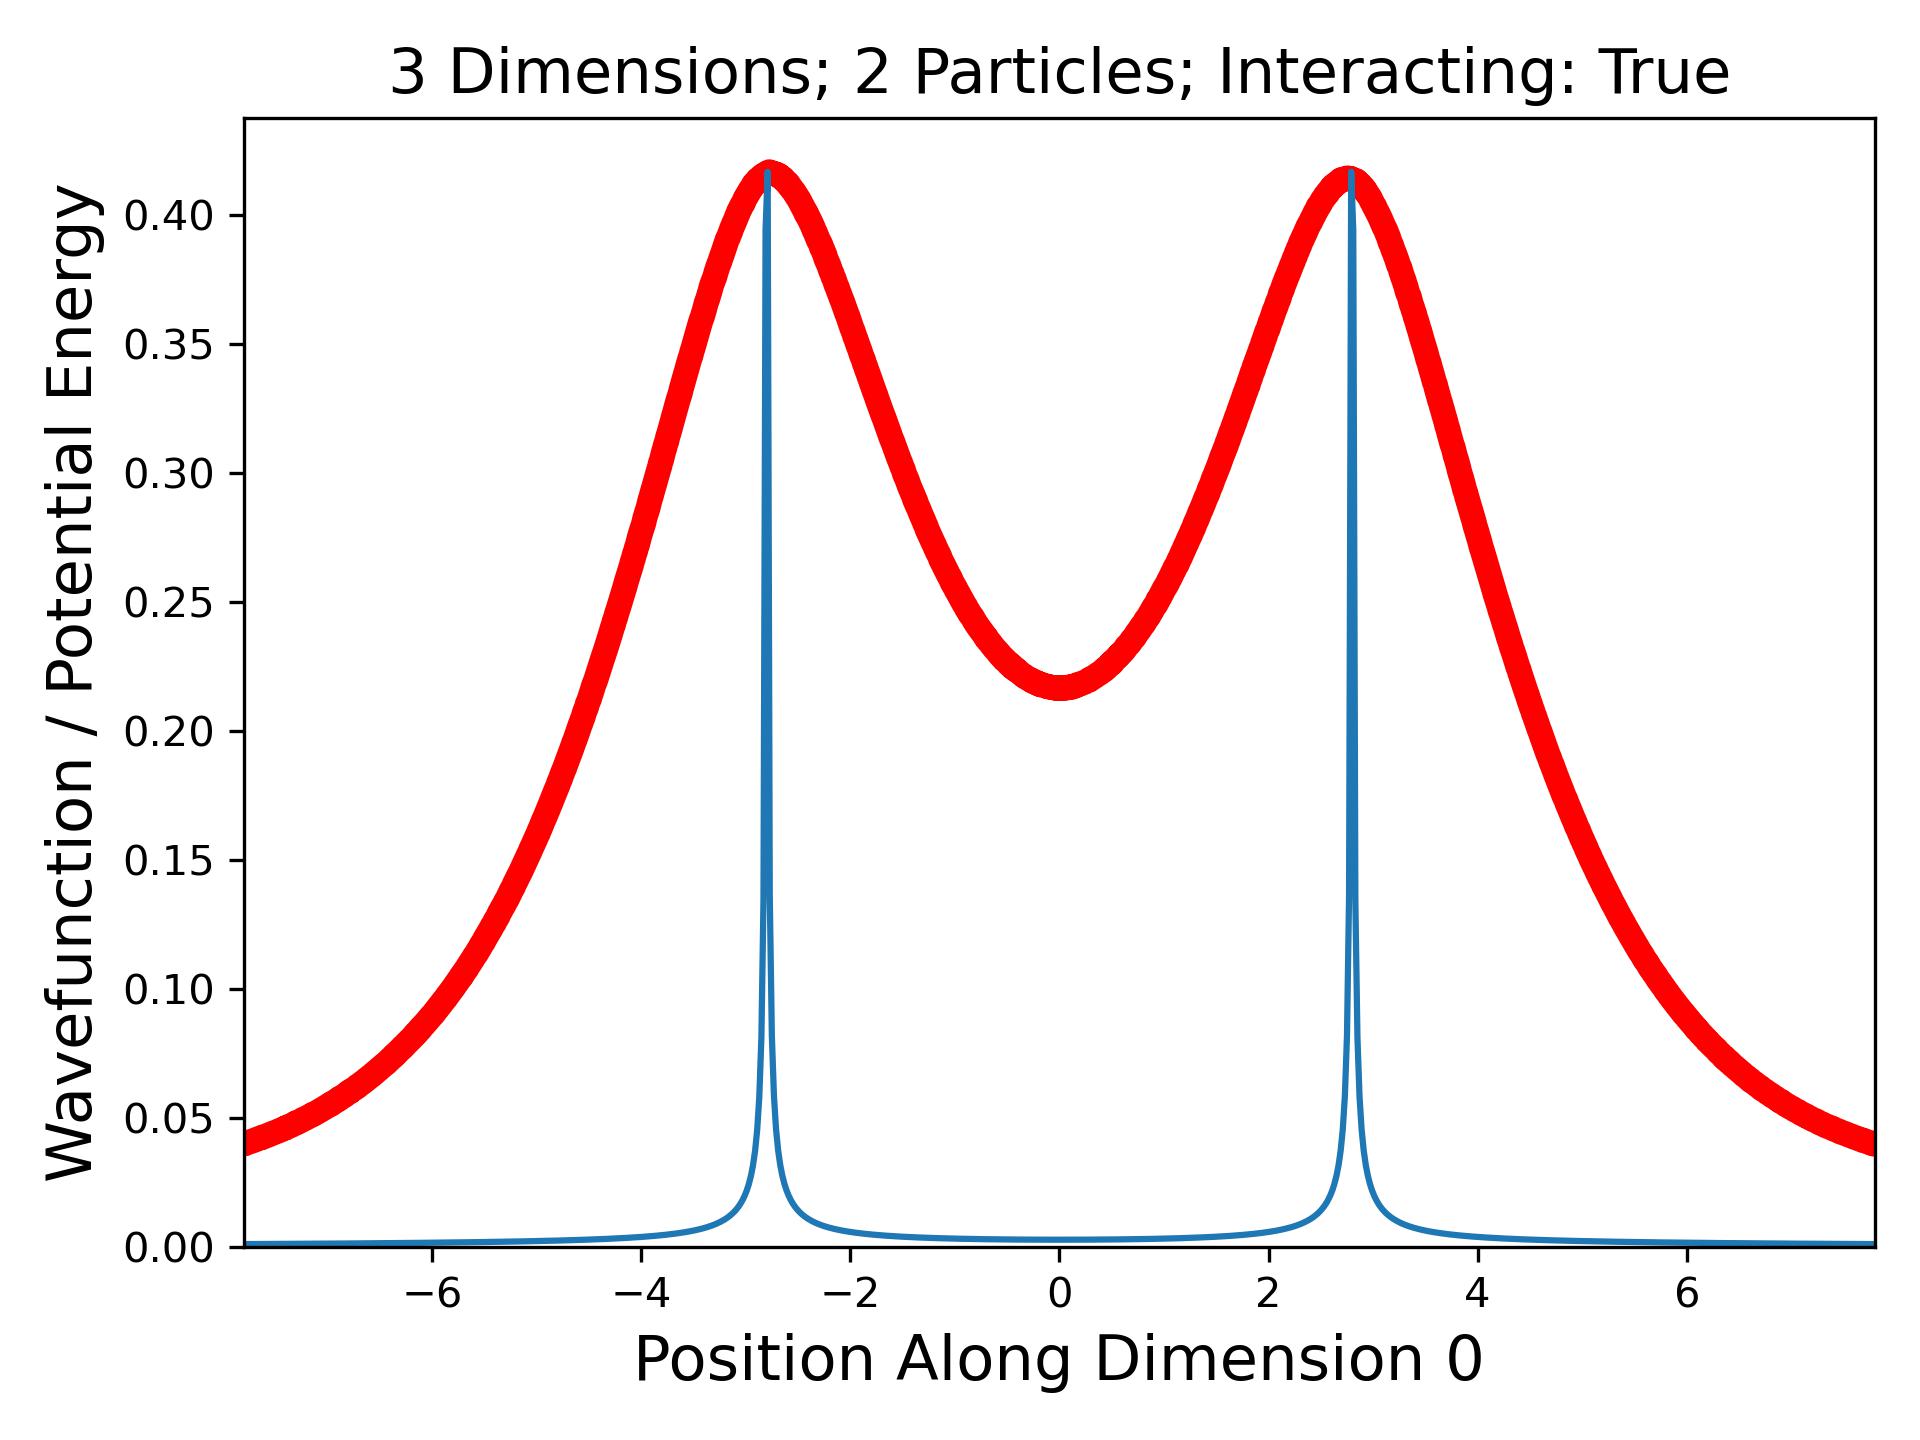 3 Dimensions; 2 Particles; Interacting: True
Wavefunction / Potential Energy
0.40
0.35
0.30
0.25
0.20
0.15
0.10
0.05
0.00
−6 −4 −2 0 2 4 6
Position Along Dimension 0